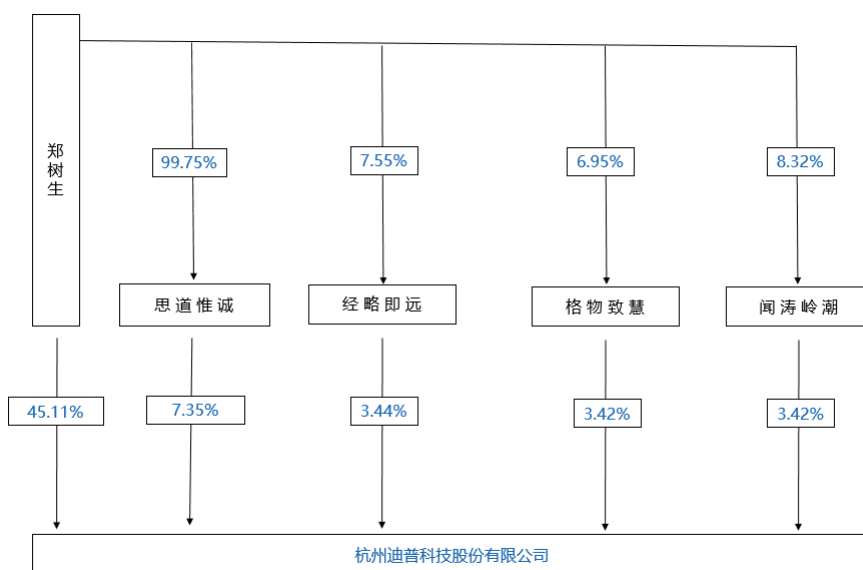 郑树生
99.75%
7.55%
6.95%
8.32%
思道惟诚
经略即远
格物致慧
闻涛岭潮
45.11%
7.35%
3.44%
3.42%
3.42%
杭州迪普科技股份有限公司